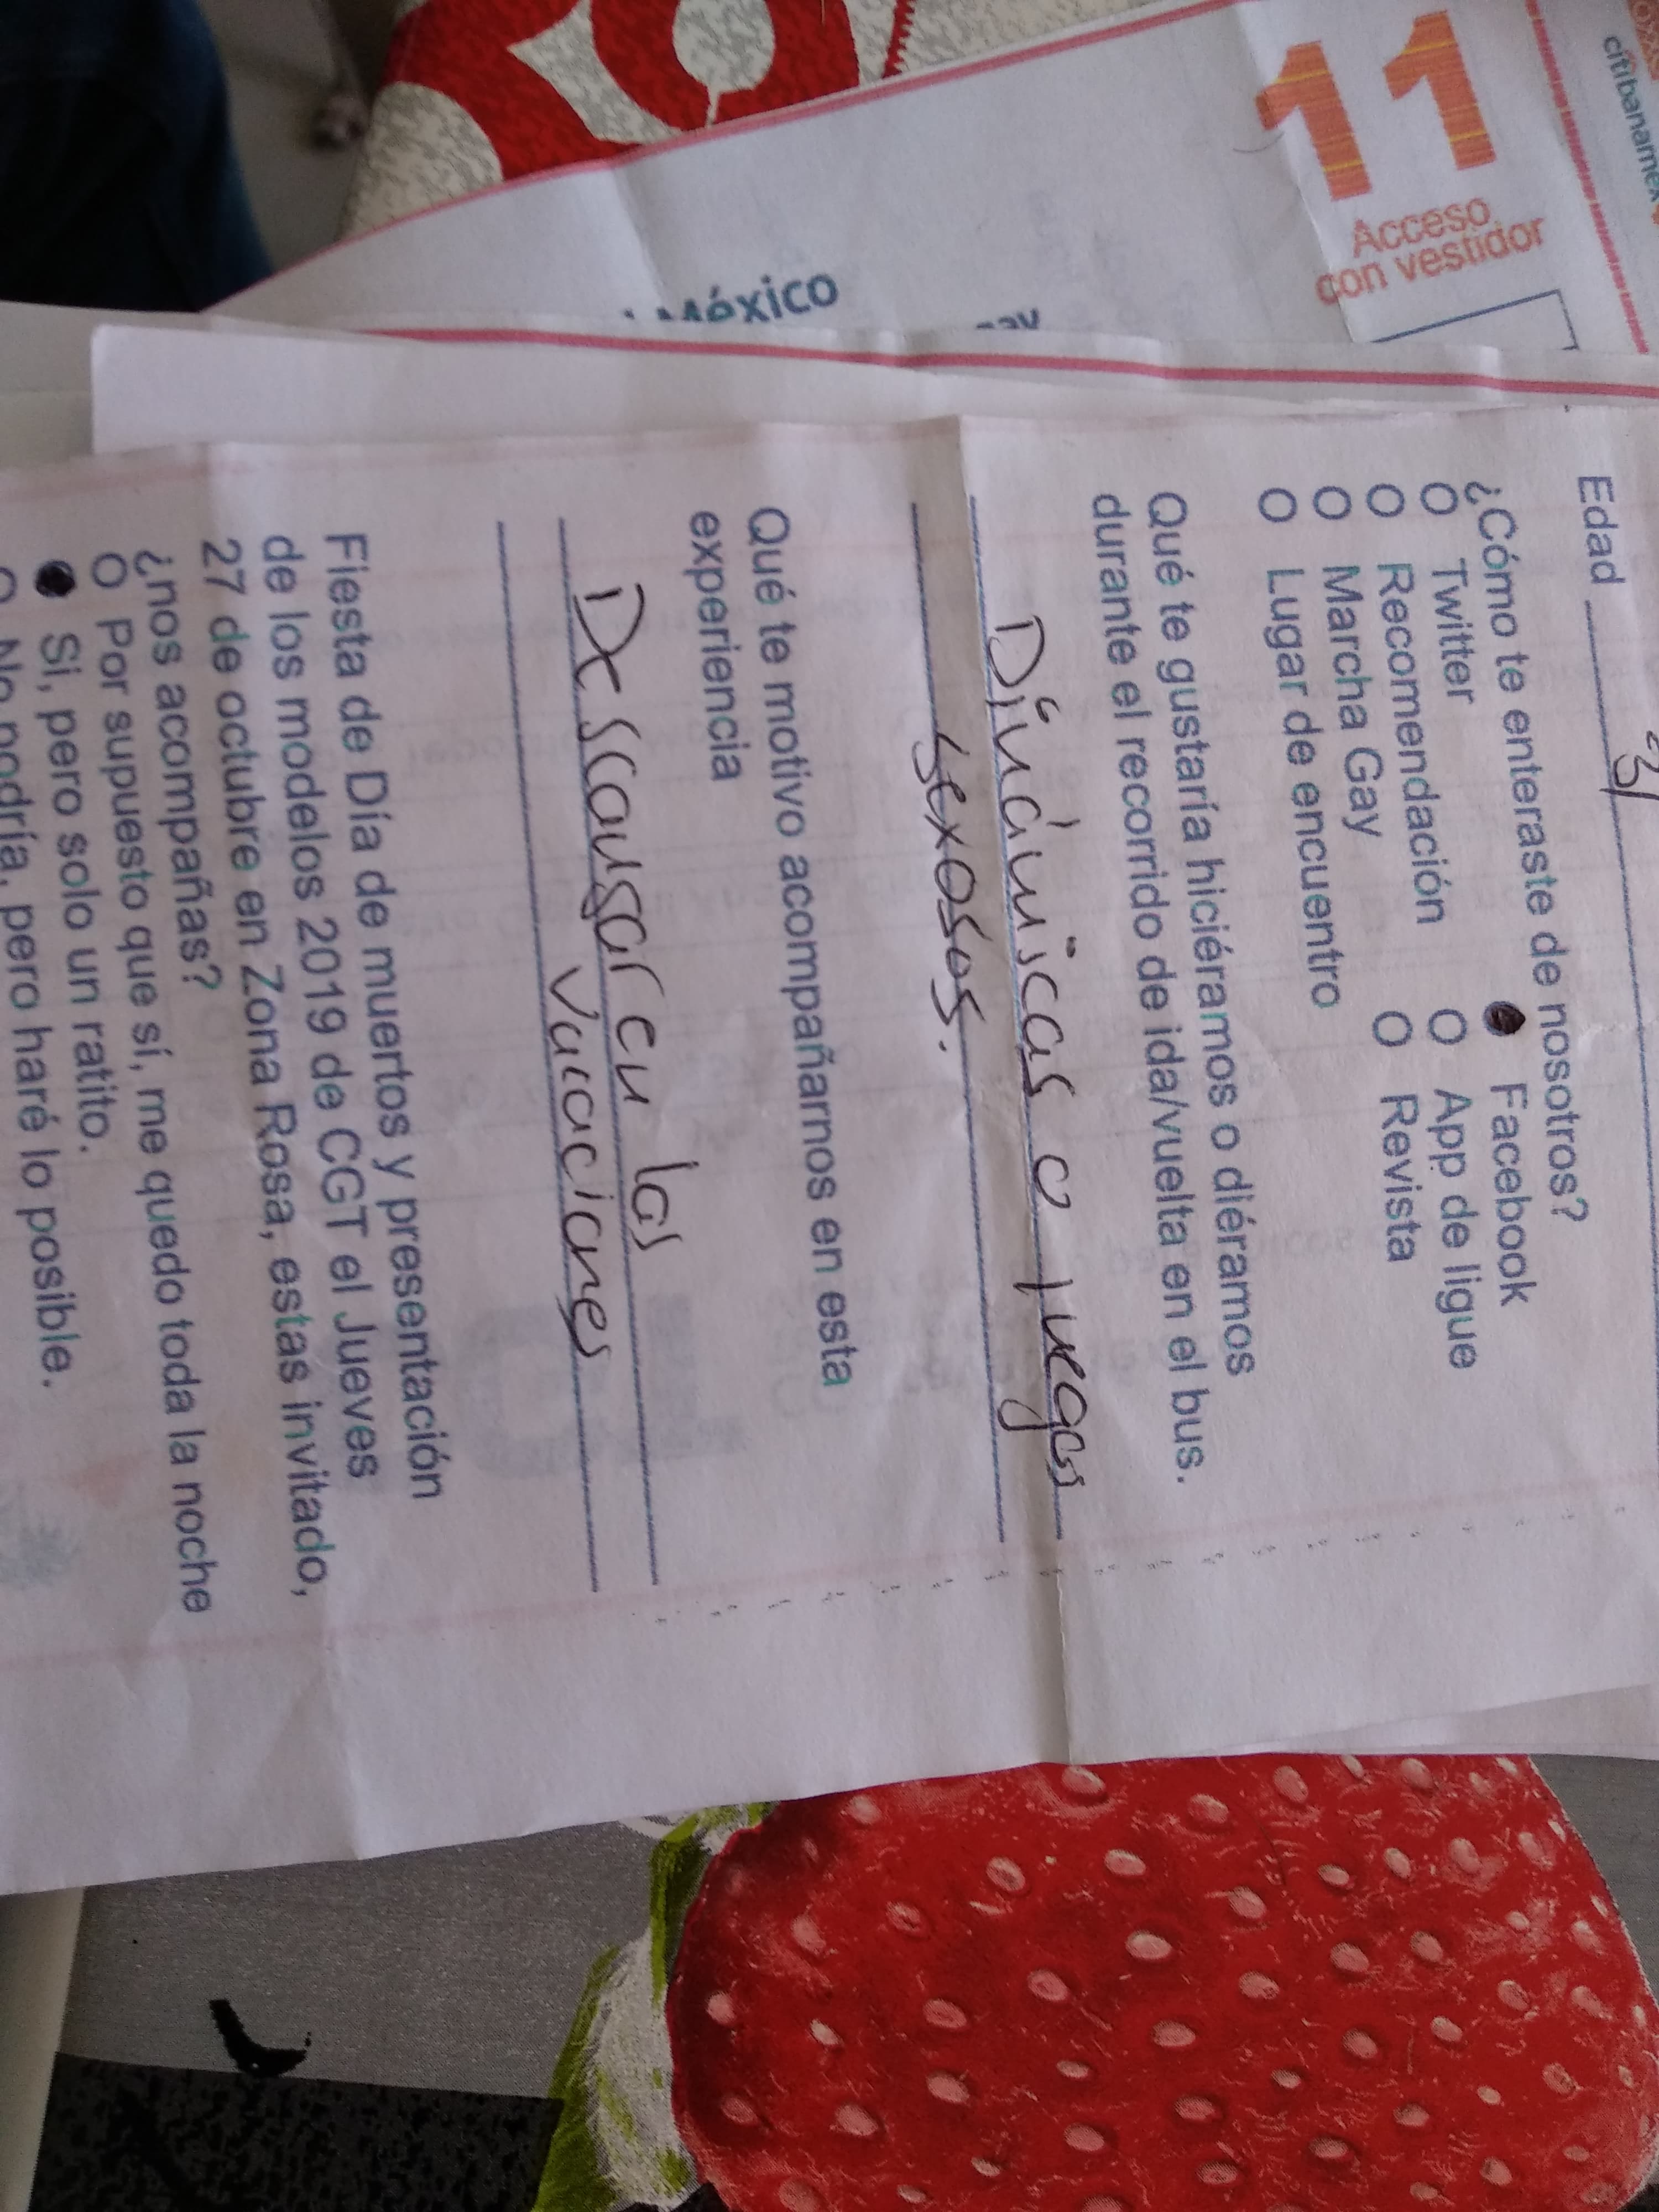 citibanamex
11
Acceso
con vestidor
México
Edad 31
¿Cómo te enteraste de nosotros?
O Twitter ● Facebook
O Recomendación O App de ligue
O Marcha Gay O Revista
O Lugar de encuentro
Qué te gustaría hiciéramos o diéramos
durante el recorrido de ida/vuelta en el bus.
Dinámicas o juegos
sexosos.
Qué te motivo acompañarnos en esta
experiencia
Descansar en las
Vacaciones
Fiesta de Día de muertos y presentación
de los modelos 2019 de CGT el Jueves
27 de octubre en Zona Rosa, estas invitado,
¿nos acompañas?
O Por supuesto que sí, me quedo toda la noche
● Si, pero solo un ratito.
O No podría, pero haré lo posible.